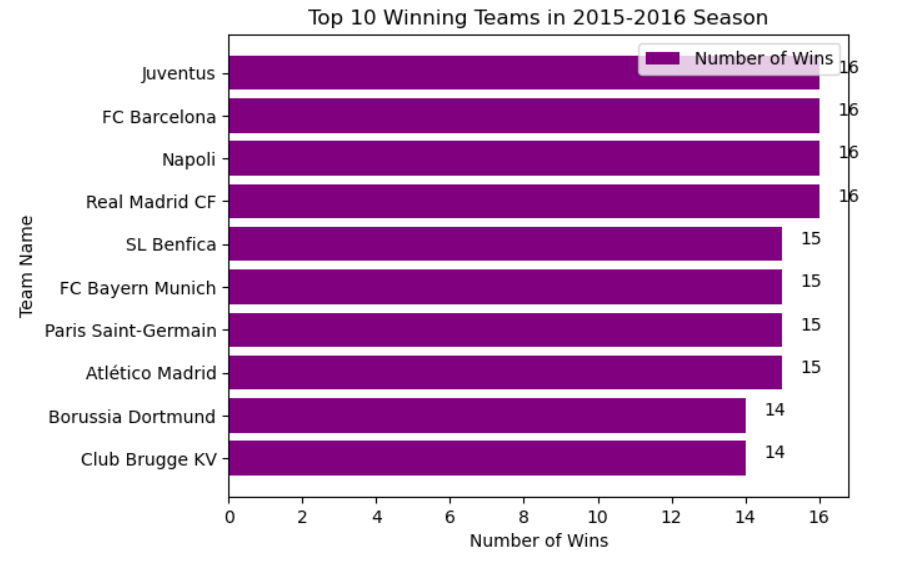 Top 10 Winning Teams in 2015-2016 Season
Number of Wins
Juventus 16
FC Barcelona 16
Napoli 16
Real Madrid CF 16
SL Benfica 15
FC Bayern Munich 15
Paris Saint-Germain 15
Atlético Madrid 15
Borussia Dortmund 14
Club Brugge KV 14
Team Name
0 2 4 6 8 10 12 14 16
Number of Wins